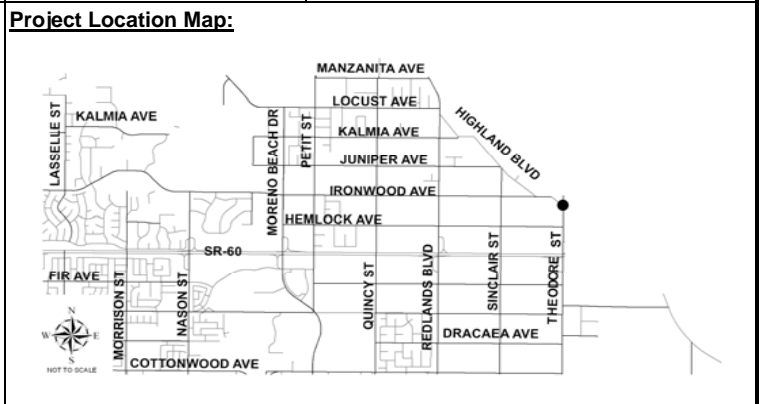 Project Location Map:
MANZANITA AVE
LOCUST AVE
KALMIA AVE
KALMIA AVE
JUNIPER AVE
HIGHLAND BLVD
LASSELLE ST
MORENO BEACH DR
PETIT ST
IRONWOOD AVE
HEMLOCK AVE
SR-60
FIR AVE
MORRISON ST
NASON ST
QUINCY ST
REDLANDS BLVD
SINCLAIR ST
THEODORE ST
DRACAEA AVE
COTTONWOOD AVE
N
W
E
S
NOT TO SCALE